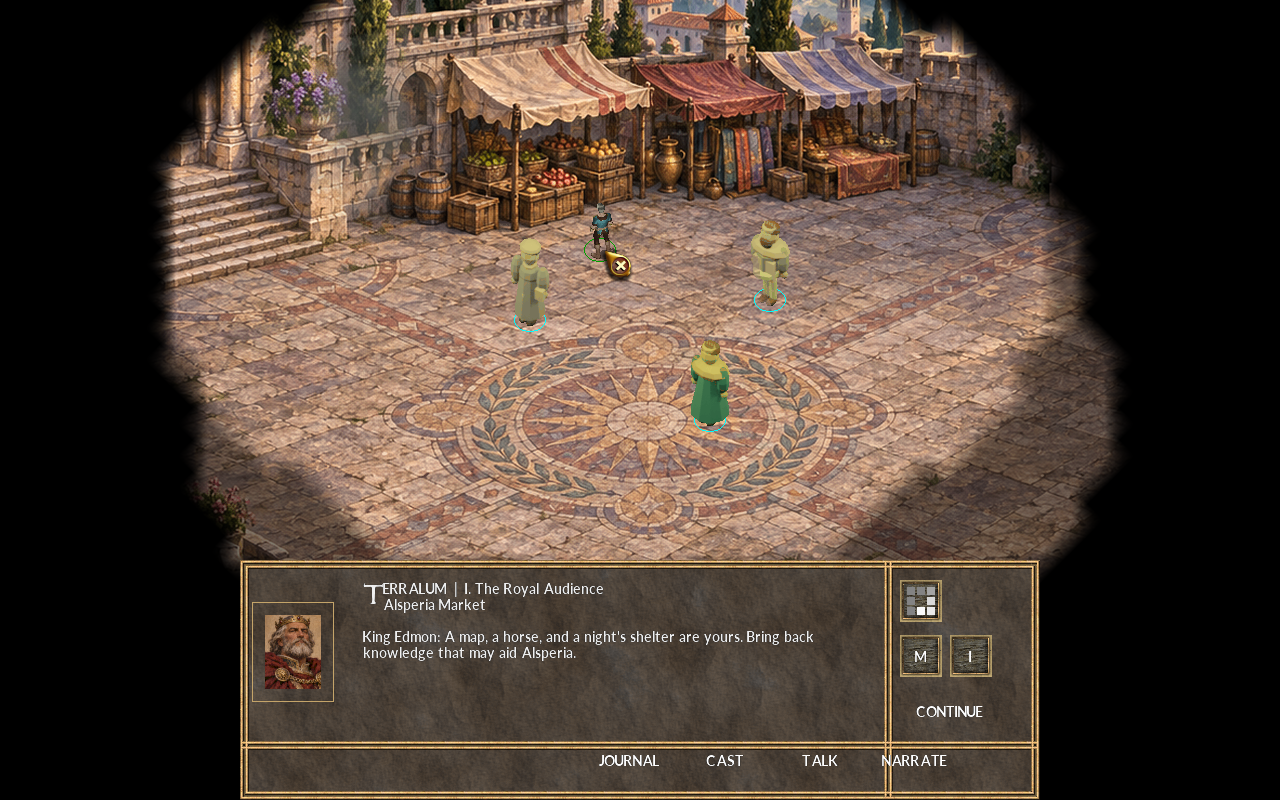 TERRALUM | I. The Royal Audience
Alsperia Market
King Edmon: A map, a horse, and a night's shelter are yours. Bring back
knowledge that may aid Alsperia.
M I
CONTINUE
JOURNAL CAST TALK NARRATE